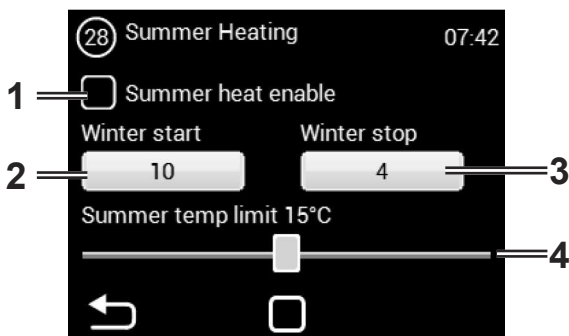 28 Summer Heating 07:42
1 Summer heat enable
Winter start Winter stop
2 10 4 3
Summer temp limit 15°C
4